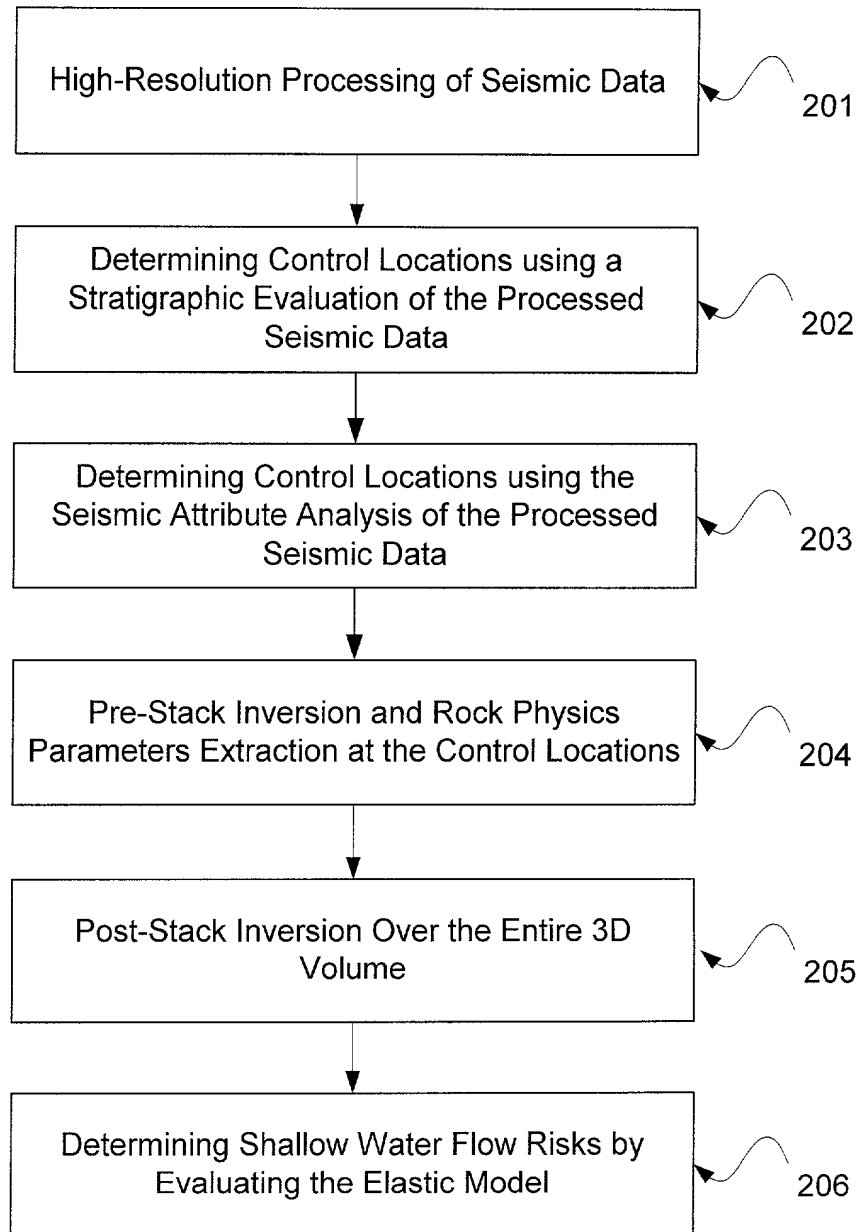 High-Resolution Processing of Seismic Data
201
Determining Control Locations using a
Stratigraphic Evaluation of the Processed
Seismic Data
202
Determining Control Locations using the
Seismic Attribute Analysis of the Processed
Seismic Data
203
Pre-Stack Inversion and Rock Physics
Parameters Extraction at the Control Locations
204
Post-Stack Inversion Over the Entire 3D
Volume
205
Determining Shallow Water Flow Risks by
Evaluating the Elastic Model
206